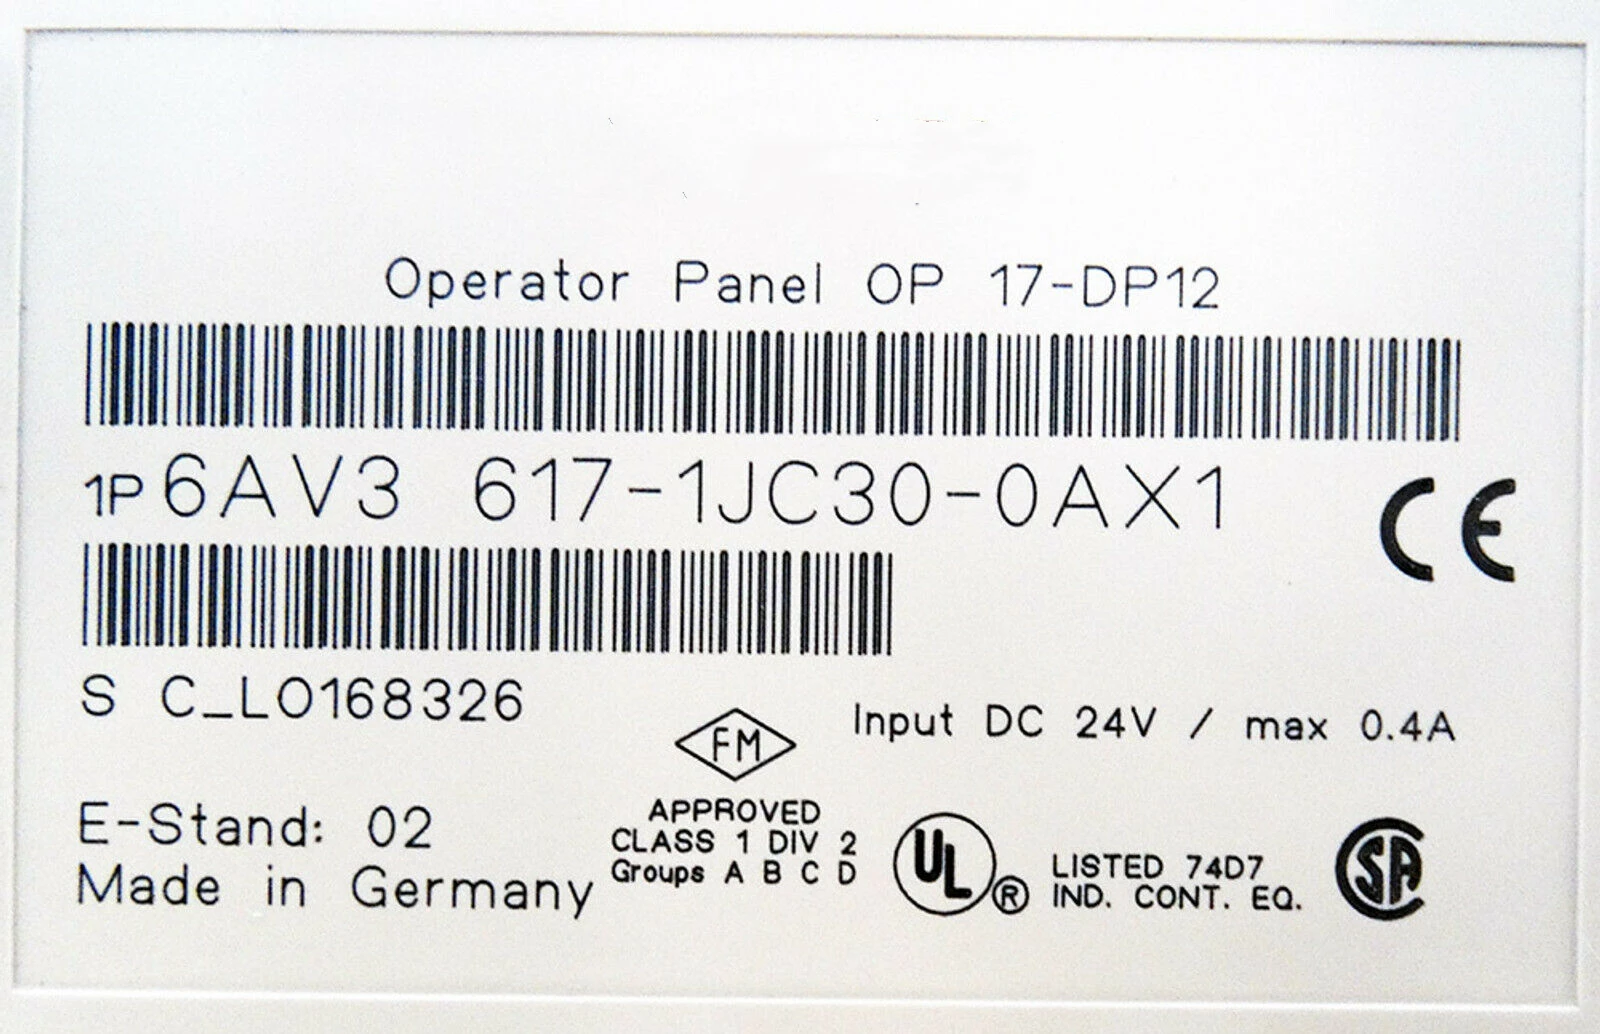 Operator Panel OP 17-DP12
1P 6AV3 617-1JC30-0AX1
CE
S C_LO168326
Input DC 24V / max 0.4A
FM
APPROVED
CLASS 1 DIV 2
Groups A B C D
E-Stand: 02
Made in Germany
UL ®
LISTED 74D7
IND. CONT. EQ.
SA